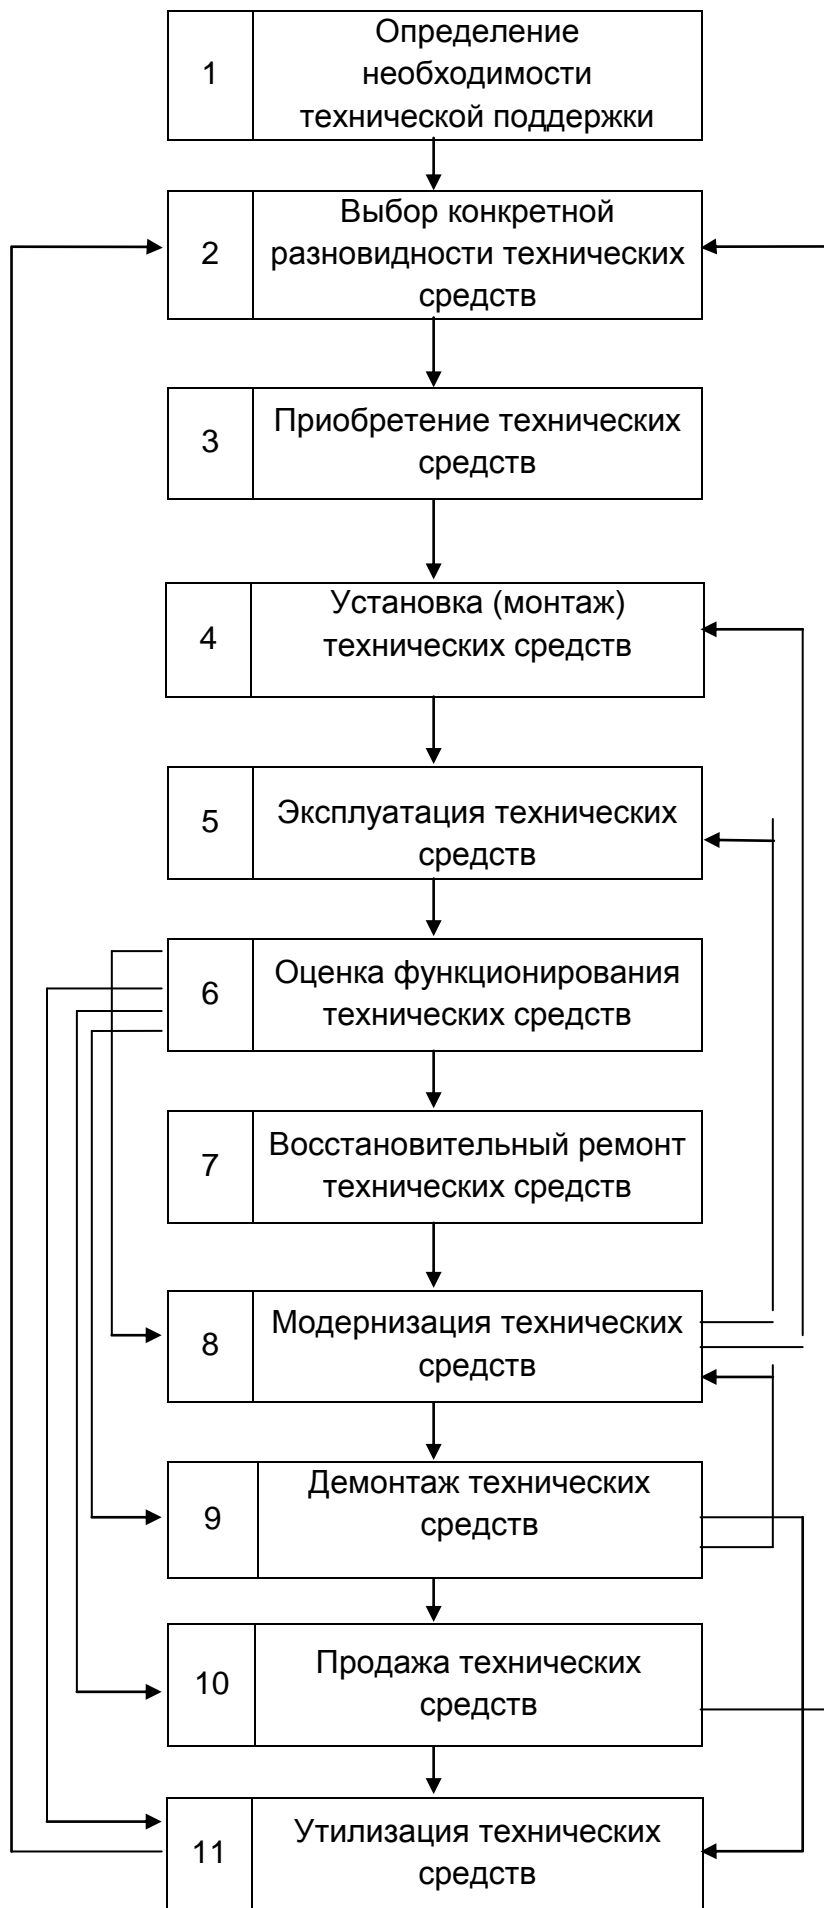 1
Определение
необходимости
технической поддержки
2
Выбор конкретной
разновидности технических
средств
3
Приобретение технических
средств
4
Установка (монтаж)
технических средств
5
Эксплуатация технических
средств
6
Оценка функционирования
технических средств
7
Восстановительный ремонт
технических средств
8
Модернизация технических
средств
9
Демонтаж технических
средств
10
Продажа технических
средств
11
Утилизация технических
средств